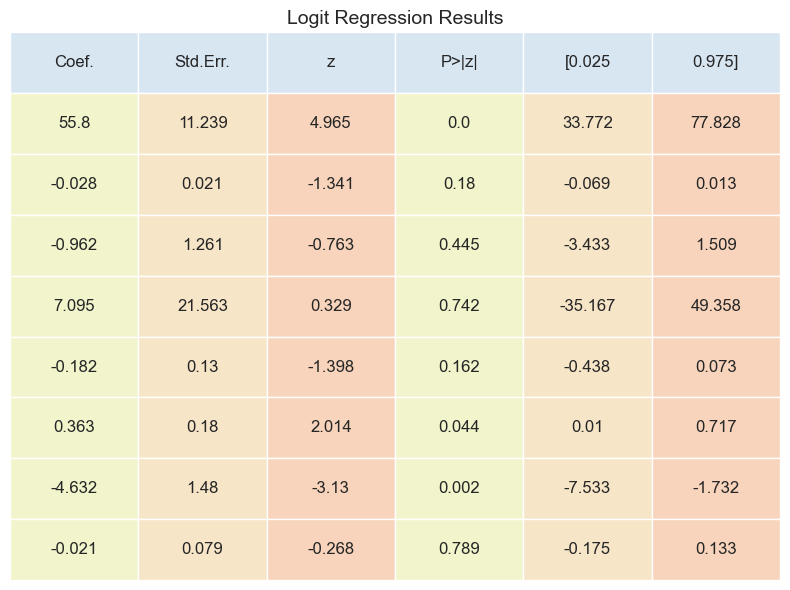 Logit Regression Results
Coef. Std.Err. z P>|z| [0.025 0.975]
55.8 11.239 4.965 0.0 33.772 77.828
-0.028 0.021 -1.341 0.18 -0.069 0.013
-0.962 1.261 -0.763 0.445 -3.433 1.509
7.095 21.563 0.329 0.742 -35.167 49.358
-0.182 0.13 -1.398 0.162 -0.438 0.073
0.363 0.18 2.014 0.044 0.01 0.717
-4.632 1.48 -3.13 0.002 -7.533 -1.732
-0.021 0.079 -0.268 0.789 -0.175 0.133